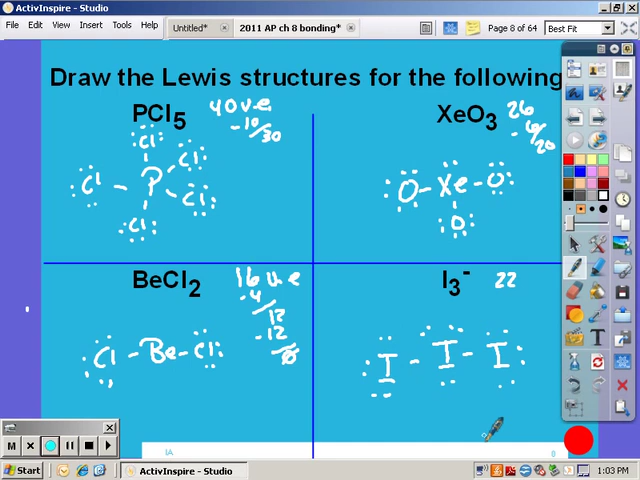 ActivInspire - Studio
File Edit View Insert Tools Help
Untitled* 2011 AP ch 8 bonding* Page 8 of 64 Best Fit
Draw the Lewis structures for the following
PCl5
40 v.e.
-10/30
Cl
Cl - P Cl
Cl
Cl
XeO3
26
-6/20
O - Xe - O
O
BeCl2
16 v.e
-4/12
-12/0
Cl - Be - Cl
I3-
22
I - I - I
IA 8
M
Start ActivInspire - Studio 1:03 PM